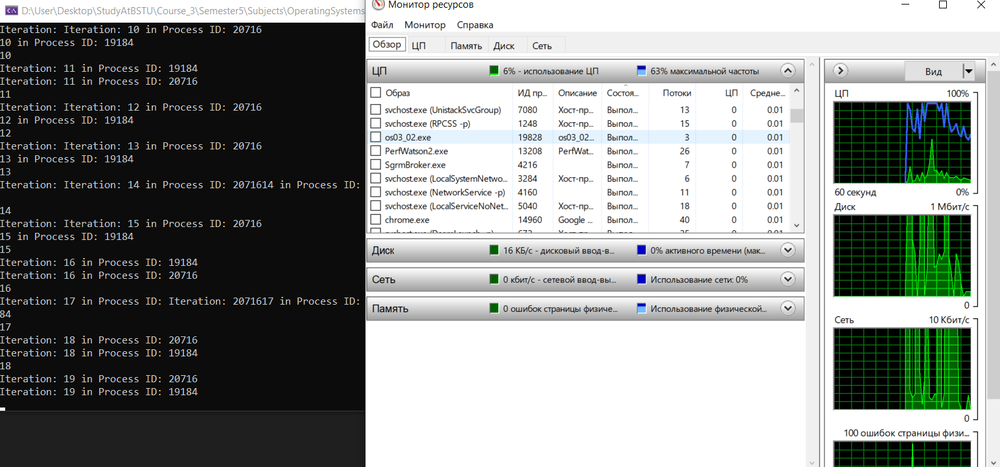 D:\User\Desktop\StudyAtBSTU\Course_3\Semester5\Subjects\OperatingSystems
Iteration: Iteration: 10 in Process ID: 20716
10 in Process ID: 19184
10
Iteration: 11 in Process ID: 19184
Iteration: 11 in Process ID: 20716
11
Iteration: Iteration: 12 in Process ID: 20716
12 in Process ID: 19184
12
Iteration: Iteration: 13 in Process ID: 20716
13 in Process ID: 19184
13
Iteration: Iteration: 14 in Process ID: 2071614 in Process ID:
14
Iteration: Iteration: 15 in Process ID: 20716
15 in Process ID: 19184
15
Iteration: 16 in Process ID: 19184
Iteration: 16 in Process ID: 20716
16
Iteration: 17 in Process ID: Iteration: 2071617 in Process ID:
84
17
Iteration: 18 in Process ID: 20716
Iteration: 18 in Process ID: 19184
18
Iteration: 19 in Process ID: 20716
Iteration: 19 in Process ID: 19184
Монитор ресурсов
Файл Монитор Справка
Обзор ЦП Память Диск Сеть
ЦП 6% - использование ЦП 63% максимальной частоты
Образ ИД пр... Описание Состоя... Потоки ЦП Средне...
svchost.exe (UnistackSvcGroup) 7080 Хост-пр... Выпол... 13 0 0.01
svchost.exe (RPCSS -p) 1248 Хост-пр... Выпол... 15 0 0.01
os03_02.exe 19828 os03_02... Выпол... 3 0 0.01
PerfWatson2.exe 13208 PerfWat... Выпол... 26 0 0.01
SgrmBroker.exe 4216 Выпол... 7 0 0.01
svchost.exe (LocalSystemNetwo... 3284 Хост-пр... Выпол... 6 0 0.01
svchost.exe (NetworkService -p) 4160 Выпол... 11 0 0.01
svchost.exe (LocalServiceNoNet... 5040 Хост-пр... Выпол... 18 0 0.01
chrome.exe 14960 Google ... Выпол... 40 0 0.01
Диск 16 КБ/с - дисковый ввод-в... 0% активного времени (мак...
Сеть 0 кбит/с - сетевой ввод-вы... Использование сети: 0%
Память 0 ошибок страницы физиче... Использование физической...
Вид
ЦП 100%
60 секунд 0%
Диск 1 Мбит/с
0
Сеть 10 Кбит/с
0
100 ошибок страницы физи...